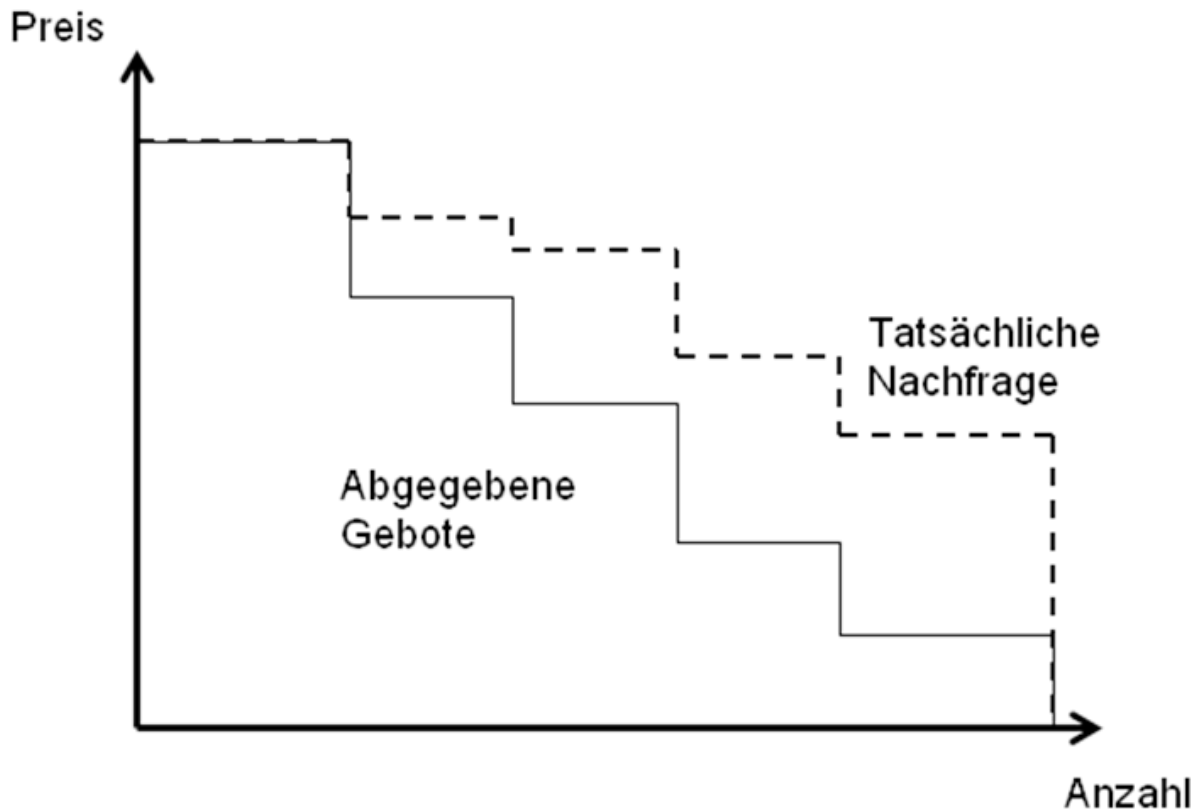 Preis
Tatsächliche
Nachfrage
Abgegebene
Gebote
Anzahl